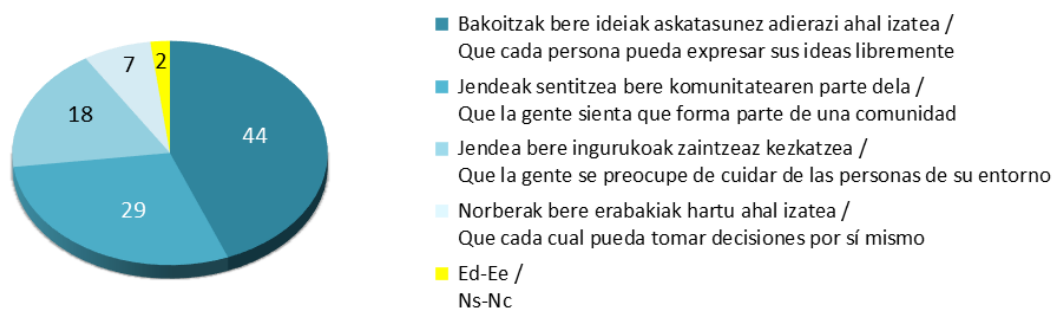 44
29
18
7
2
Bakoitzak bere ideiak askatasunez adierazi ahal izatea /
Que cada persona pueda expresar sus ideas libremente
Jendeak sentitzea bere komunitatearen parte dela /
Que la gente sienta que forma parte de una comunidad
Jendea bere ingurukoak zaintzeaz kezkatzea /
Que la gente se preocupe de cuidar de las personas de su entorno
Norberak bere erabakiak hartu ahal izatea /
Que cada cual pueda tomar decisiones por sí mismo
Ed-Ee /
Ns-Nc